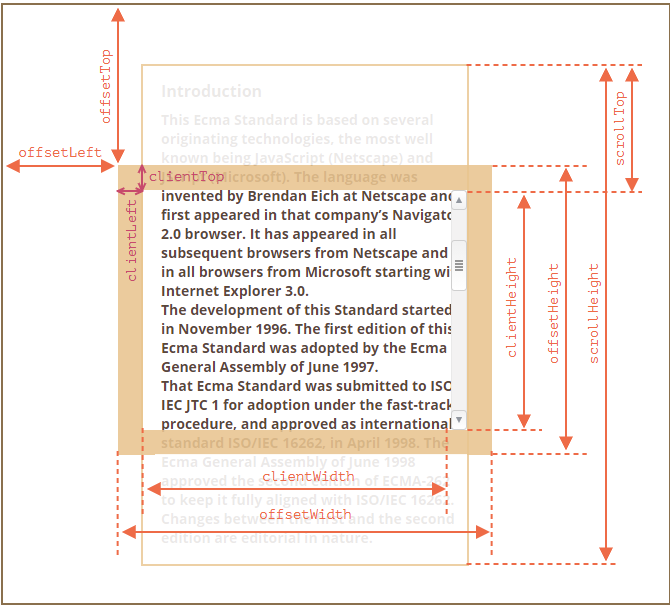 offsetTop
Introduction
This Ecma Standard is based on several
originating technologies, the most well
known being JavaScript (Netscape) and
(Microsoft). The language was
invented by Brendan Eich at Netscape and
first appeared in that company’s Navigato
2.0 browser. It has appeared in all
subsequent browsers from Netscape and
in all browsers from Microsoft starting wi
Internet Explorer 3.0.
The development of this Standard started
in November 1996. The first edition of this
Ecma Standard was adopted by the Ecma
General Assembly of June 1997.
That Ecma Standard was submitted to ISO
IEC JTC 1 for adoption under the fast-track
procedure, and approved as international
standard ISO/IEC 16262, in April 1998. The
Ecma General Assembly of June 1998
approved the second edition of ECMA-262
to keep it fully aligned with ISO/IEC 16262.
Changes between the first and the second
edition are editorial in nature.
offsetLeft
clientTop
clientLeft
clientWidth
offsetWidth
scrollTop
clientHeight
offsetHeight
scrollHeight